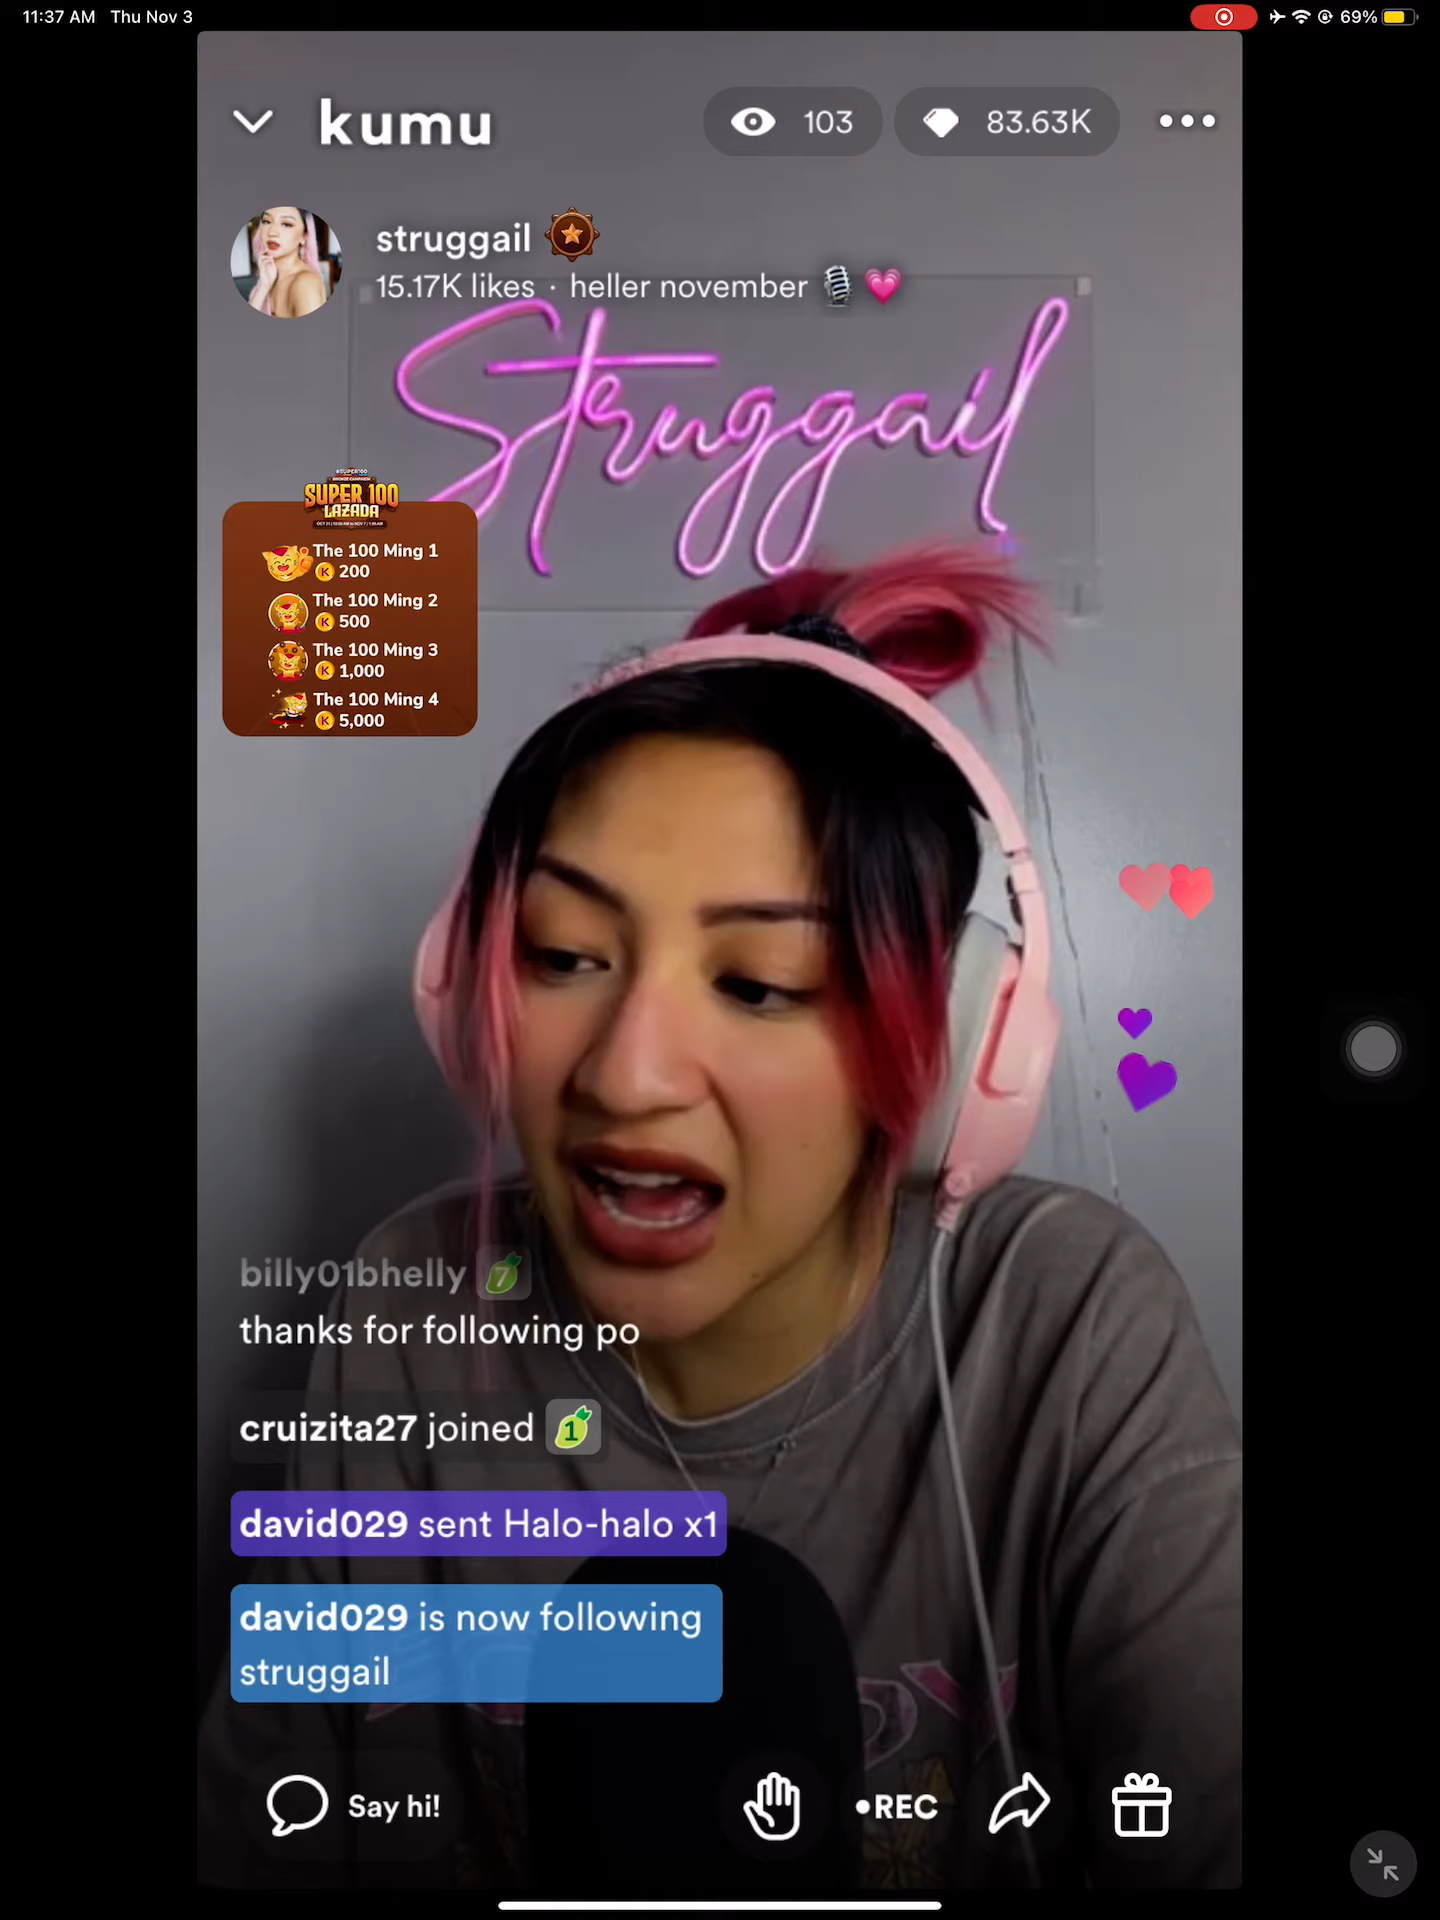 11:37 AM Thu Nov 3
69%
kumu
103
83.63K
struggail
15.17K likes · heller november 🎙️ 💗
Struggail
SUPER 100
LAZADA
The 100 Ming 1
K 200
The 100 Ming 2
K 500
The 100 Ming 3
K 1,000
The 100 Ming 4
K 5,000
billy01bhelly 7
thanks for following po
cruizita27 joined 1
david029 sent Halo-halo x1
david029 is now following
struggail
Say hi!
•REC